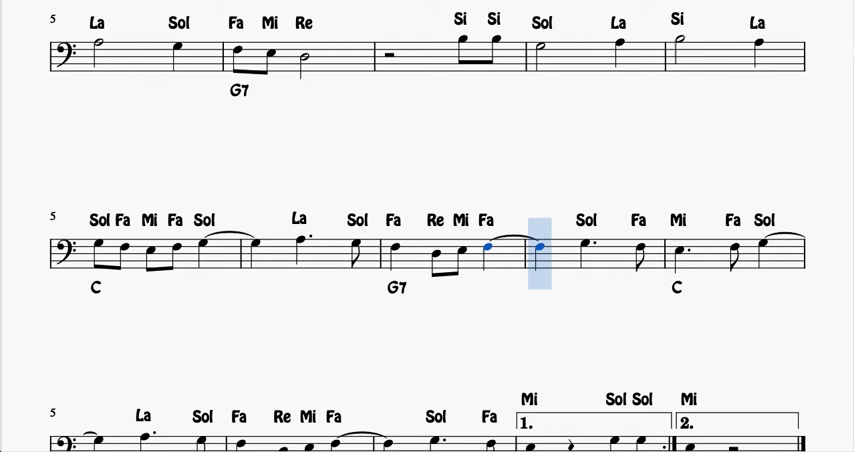 5 La Sol Fa Mi Re Si Si Sol La Si La
G7
5 Sol Fa Mi Fa Sol La Sol Fa Re Mi Fa Sol Fa Mi Fa Sol
C G7 C
5 La Sol Fa Re Mi Fa Sol Fa Mi Sol Sol Mi
1. 2.